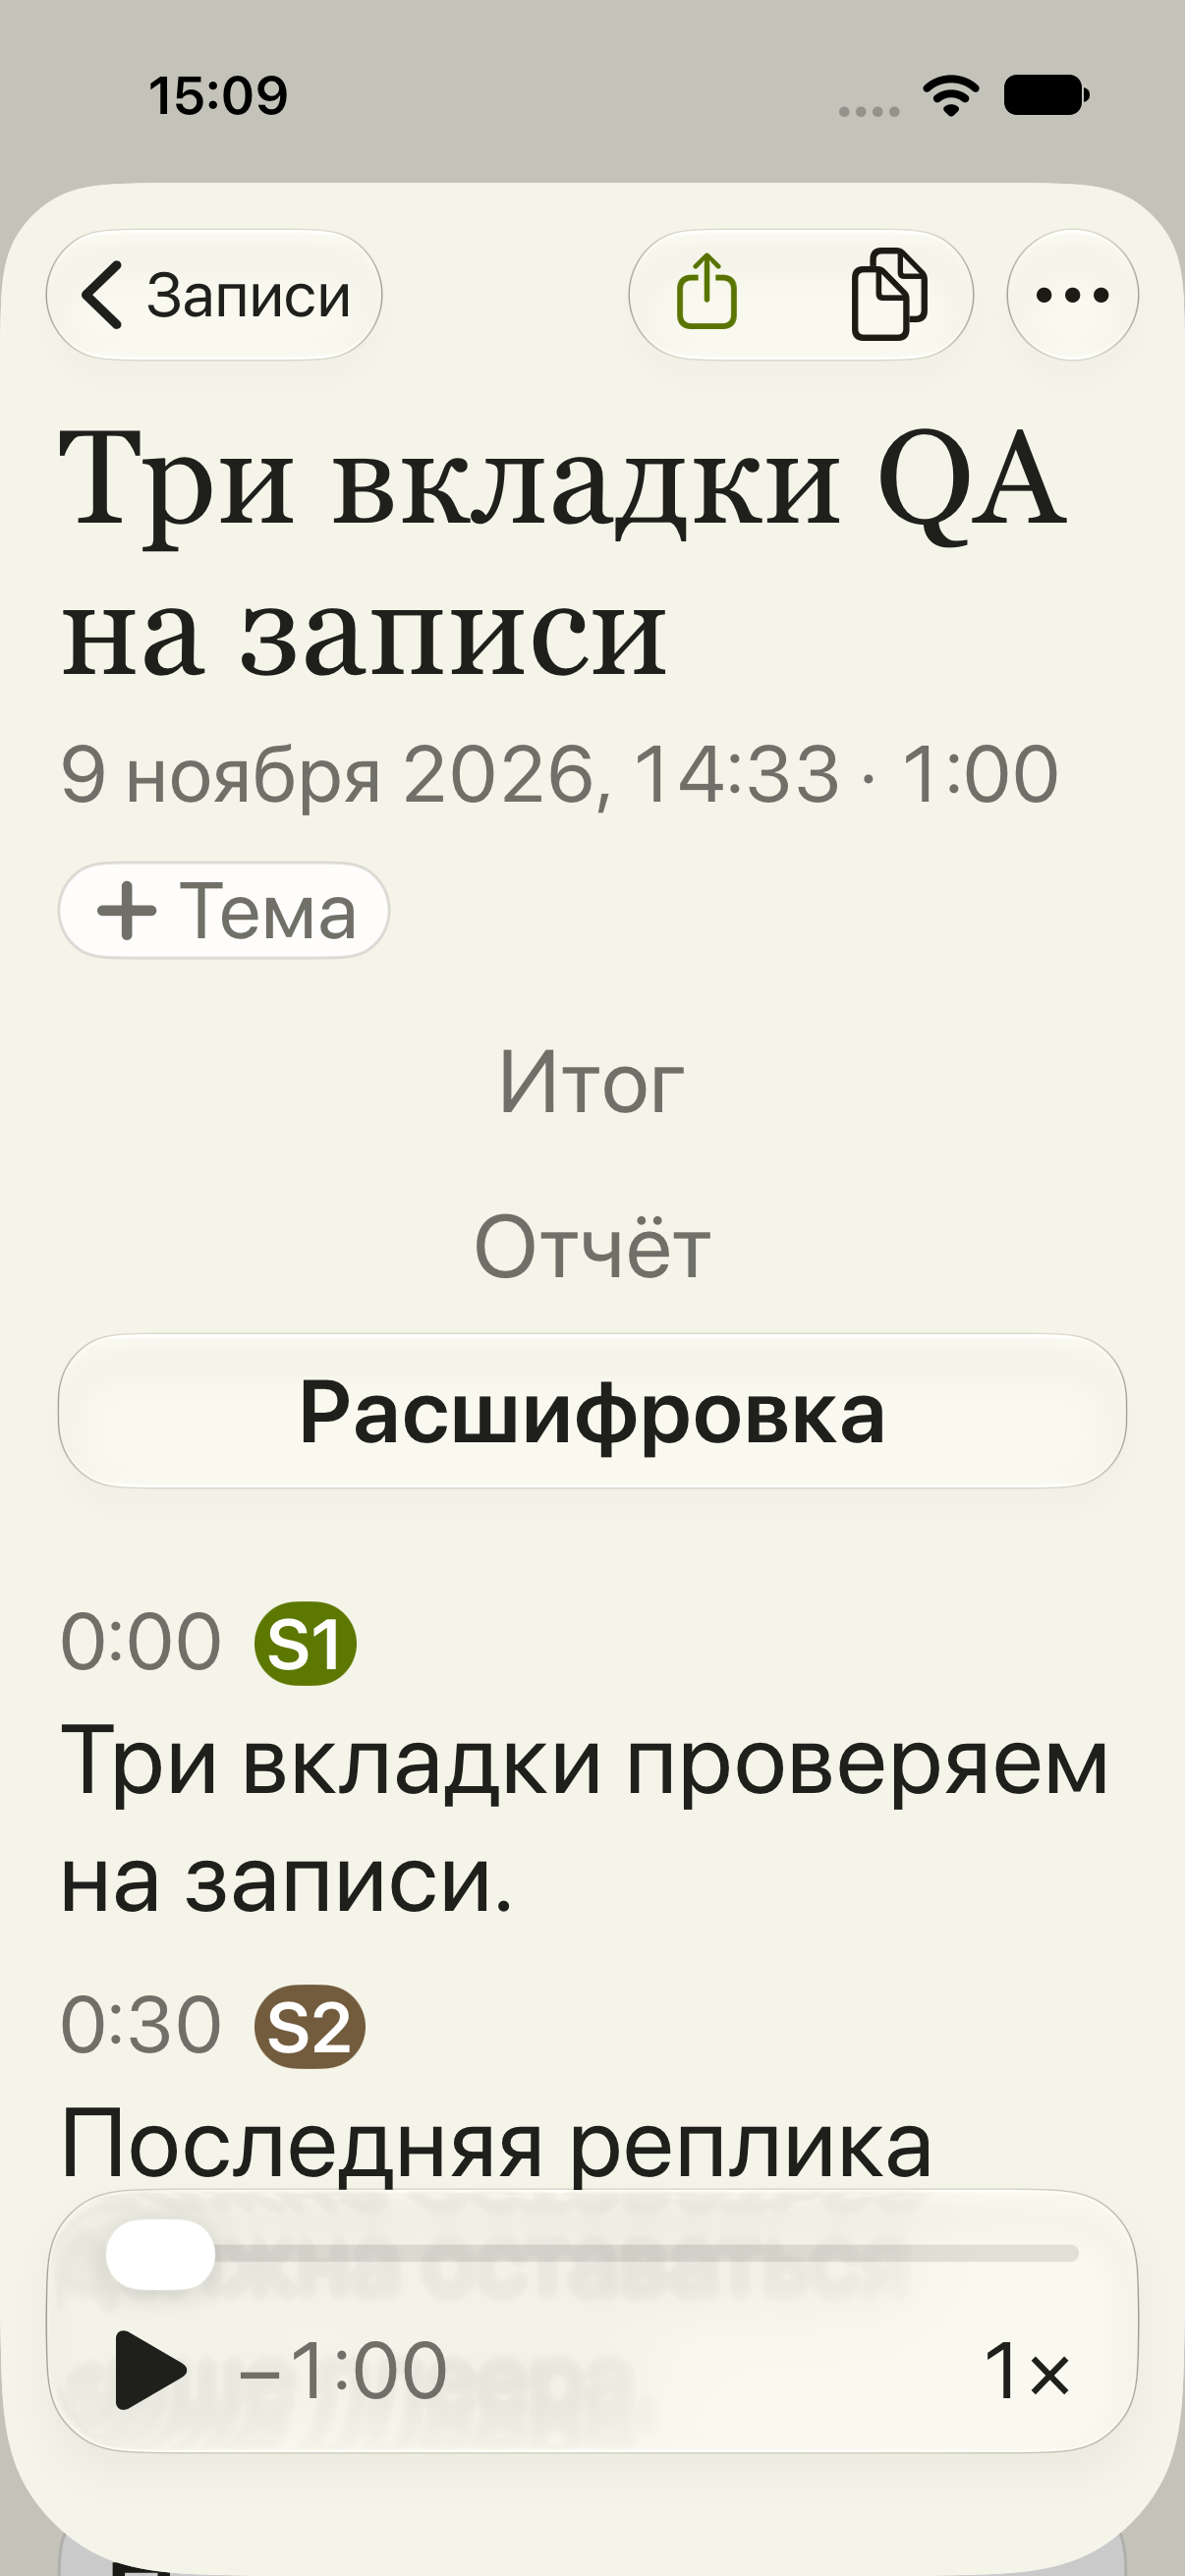 15:09
Записи
Три вкладки QA
на записи
9 ноября 2026, 14:33 · 1:00
+ Тема
Итог
Отчёт
Расшифровка
0:00 S1
Три вкладки проверяем
на записи.
0:30 S2
Последняя реплика
оставаться
–1:00 1×